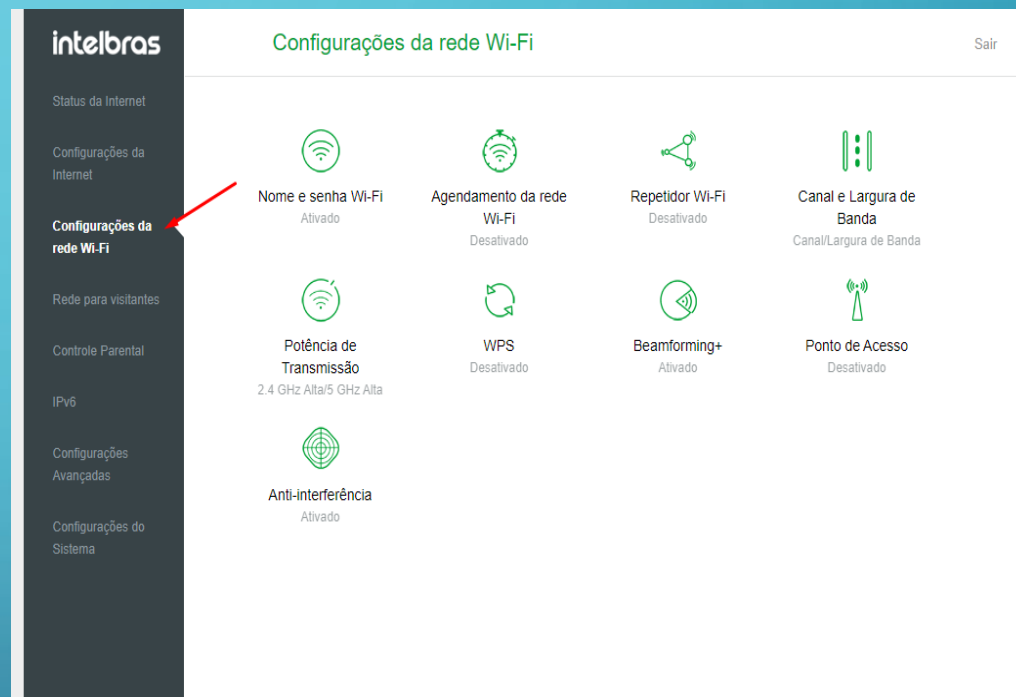 intelbras
Configurações da rede Wi-Fi
Sair
Status da Internet
Configurações da
Internet
Configurações da
rede Wi-Fi
Rede para visitantes
Controle Parental
IPv6
Configurações
Avançadas
Configurações do
Sistema
Nome e senha Wi-Fi
Ativado
Agendamento da rede
Wi-Fi
Desativado
Repetidor Wi-Fi
Desativado
Canal e Largura de
Banda
Canal/Largura de Banda
Potência de
Transmissão
2.4 GHz Alta/5 GHz Alta
WPS
Desativado
Beamforming+
Ativado
Ponto de Acesso
Desativado
Anti-interferência
Ativado